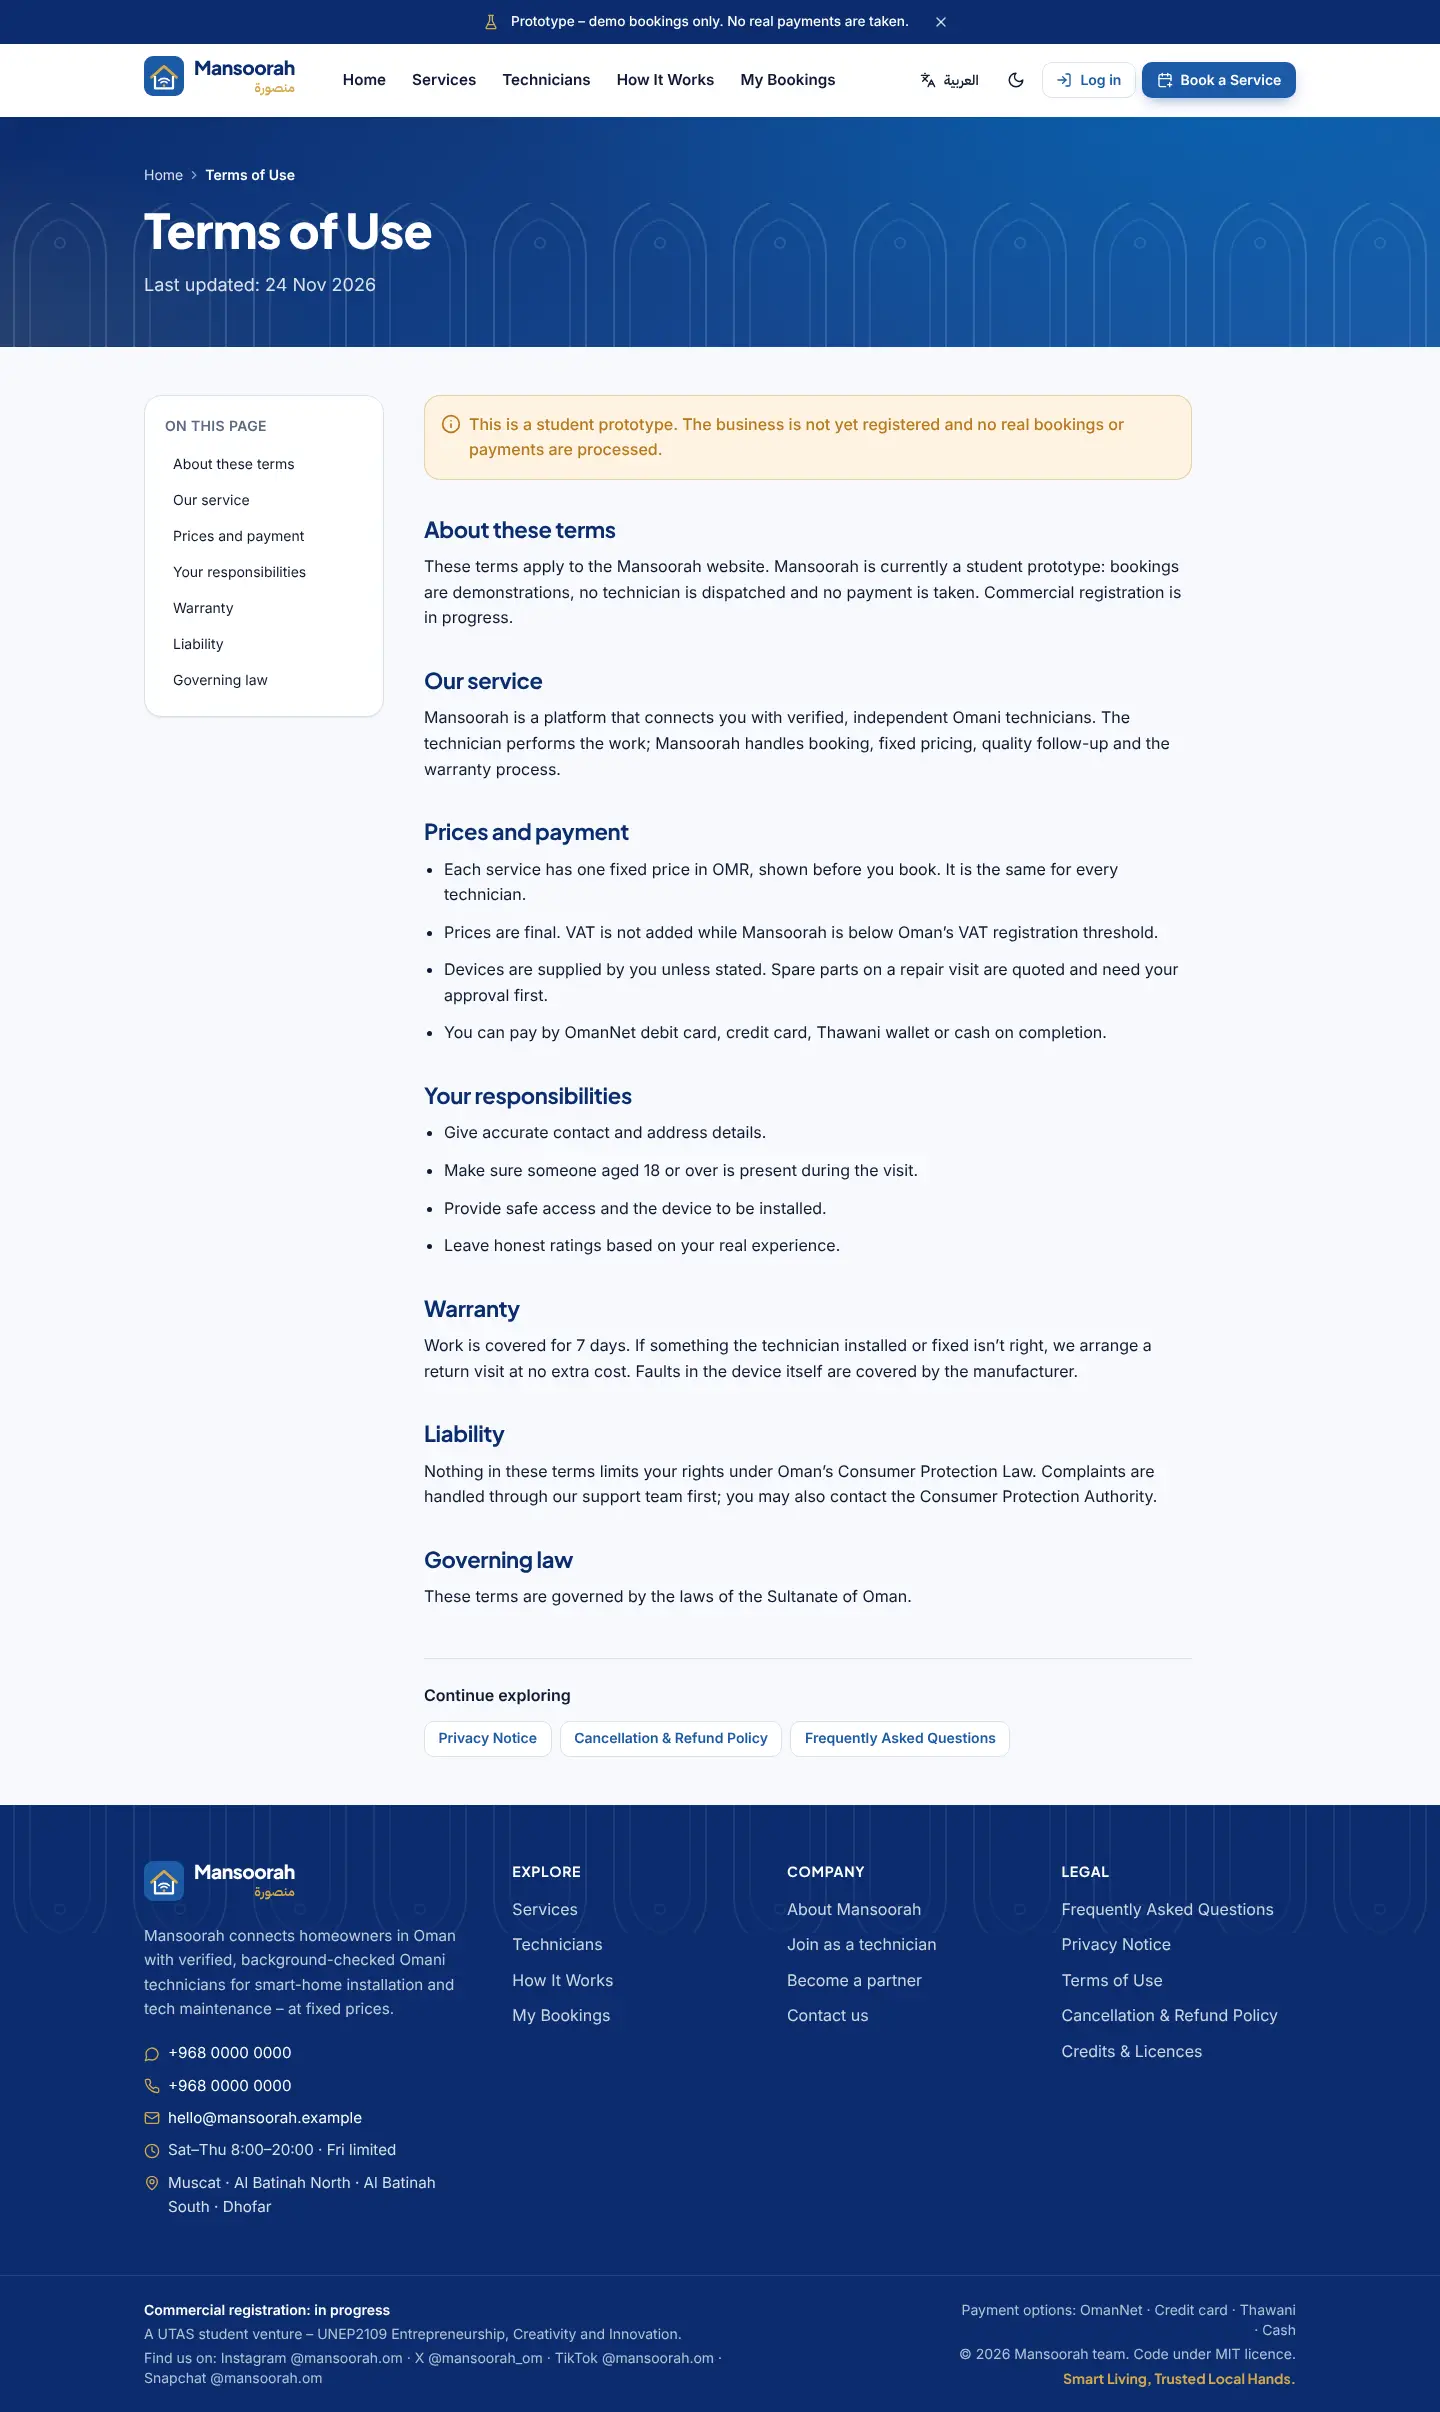 Prototype – demo bookings only. No real payments are taken.
Mansoorah
منصورة
Home
Services
Technicians
How It Works
My Bookings
العربية
Log in
Book a Service
Home
Terms of Use
Terms of Use
Last updated: 24 Nov 2026
ON THIS PAGE
About these terms
Our service
Prices and payment
Your responsibilities
Warranty
Liability
Governing law
This is a student prototype. The business is not yet registered and no real bookings or
payments are processed.
About these terms
These terms apply to the Mansoorah website. Mansoorah is currently a student prototype: bookings
are demonstrations, no technician is dispatched and no payment is taken. Commercial registration is
in progress.
Our service
Mansoorah is a platform that connects you with verified, independent Omani technicians. The
technician performs the work; Mansoorah handles booking, fixed pricing, quality follow-up and the
warranty process.
Prices and payment
• Each service has one fixed price in OMR, shown before you book. It is the same for every
technician.
• Prices are final. VAT is not added while Mansoorah is below Oman’s VAT registration threshold.
• Devices are supplied by you unless stated. Spare parts on a repair visit are quoted and need your
approval first.
• You can pay by OmanNet debit card, credit card, Thawani wallet or cash on completion.
Your responsibilities
• Give accurate contact and address details.
• Make sure someone aged 18 or over is present during the visit.
• Provide safe access and the device to be installed.
• Leave honest ratings based on your real experience.
Warranty
Work is covered for 7 days. If something the technician installed or fixed isn’t right, we arrange a
return visit at no extra cost. Faults in the device itself are covered by the manufacturer.
Liability
Nothing in these terms limits your rights under Oman’s Consumer Protection Law. Complaints are
handled through our support team first; you may also contact the Consumer Protection Authority.
Governing law
These terms are governed by the laws of the Sultanate of Oman.
Continue exploring
Privacy Notice
Cancellation & Refund Policy
Frequently Asked Questions
Mansoorah
منصورة
Mansoorah connects homeowners in Oman
with verified, background-checked Omani
technicians for smart-home installation and
tech maintenance – at fixed prices.
+968 0000 0000
+968 0000 0000
hello@mansoorah.example
Sat–Thu 8:00–20:00 · Fri limited
Muscat · Al Batinah North · Al Batinah
South · Dhofar
EXPLORE
Services
Technicians
How It Works
My Bookings
COMPANY
About Mansoorah
Join as a technician
Become a partner
Contact us
LEGAL
Frequently Asked Questions
Privacy Notice
Terms of Use
Cancellation & Refund Policy
Credits & Licences
Commercial registration: in progress
A UTAS student venture – UNEP2109 Entrepreneurship, Creativity and Innovation.
Find us on: Instagram @mansoorah.om · X @mansoorah_om · TikTok @mansoorah.om ·
Snapchat @mansoorah.om
Payment options: OmanNet · Credit card · Thawani
· Cash
© 2026 Mansoorah team. Code under MIT licence.
Smart Living, Trusted Local Hands.